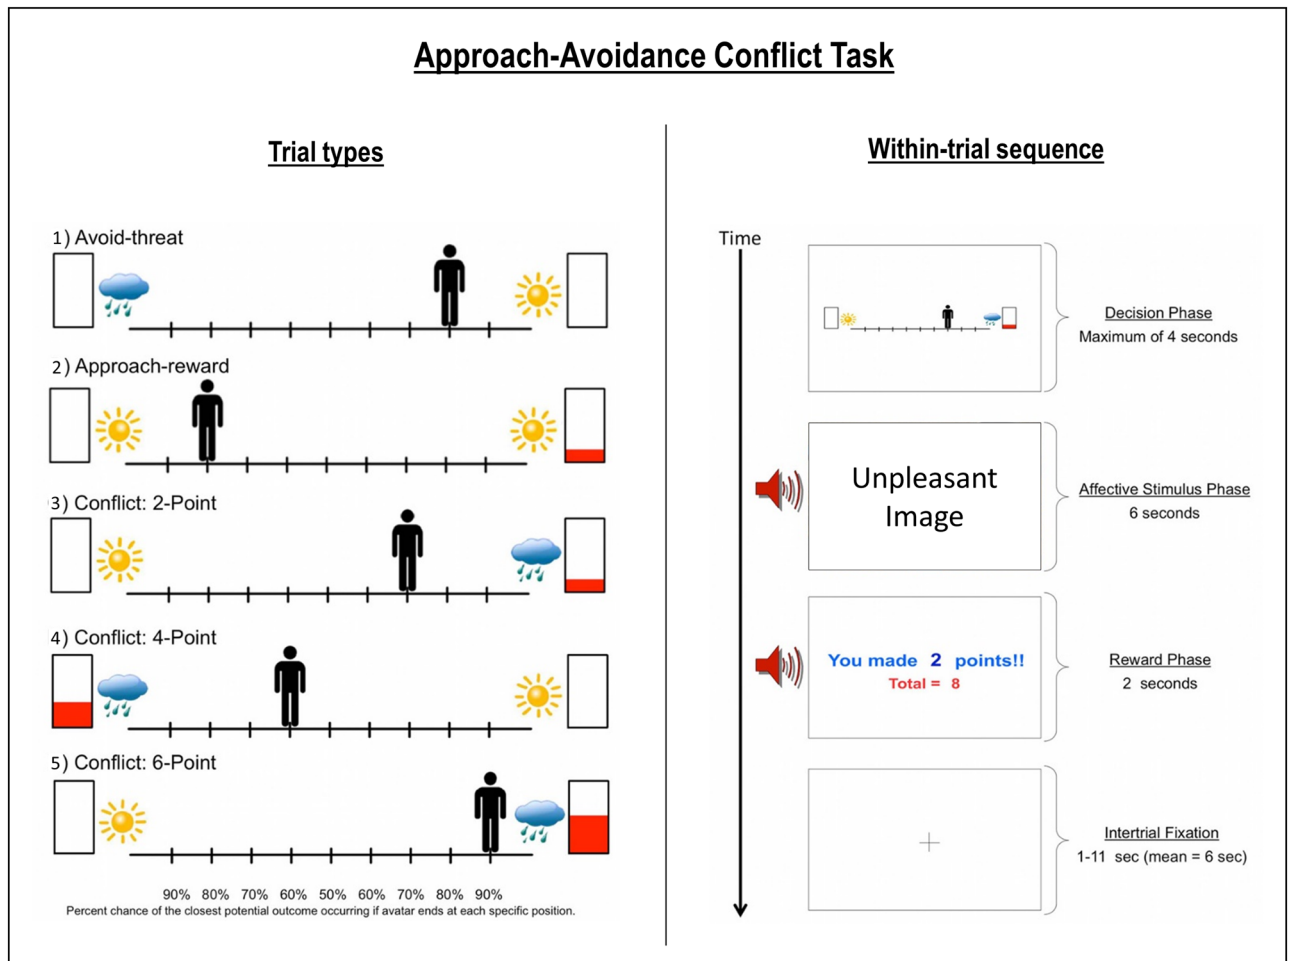 Approach-Avoidance Conflict Task
Trial types
1) Avoid-threat
2) Approach-reward
3) Conflict: 2-Point
4) Conflict: 4-Point
5) Conflict: 6-Point
90% 80% 70% 60% 50% 60% 70% 80% 90%
Percent chance of the closest potential outcome occurring if avatar ends at each specific position.
Within-trial sequence
Time
Decision Phase
Maximum of 4 seconds
Unpleasant
Image
Affective Stimulus Phase
6 seconds
You made 2 points!!
Total = 8
Reward Phase
2 seconds
Intertrial Fixation
1-11 sec (mean = 6 sec)